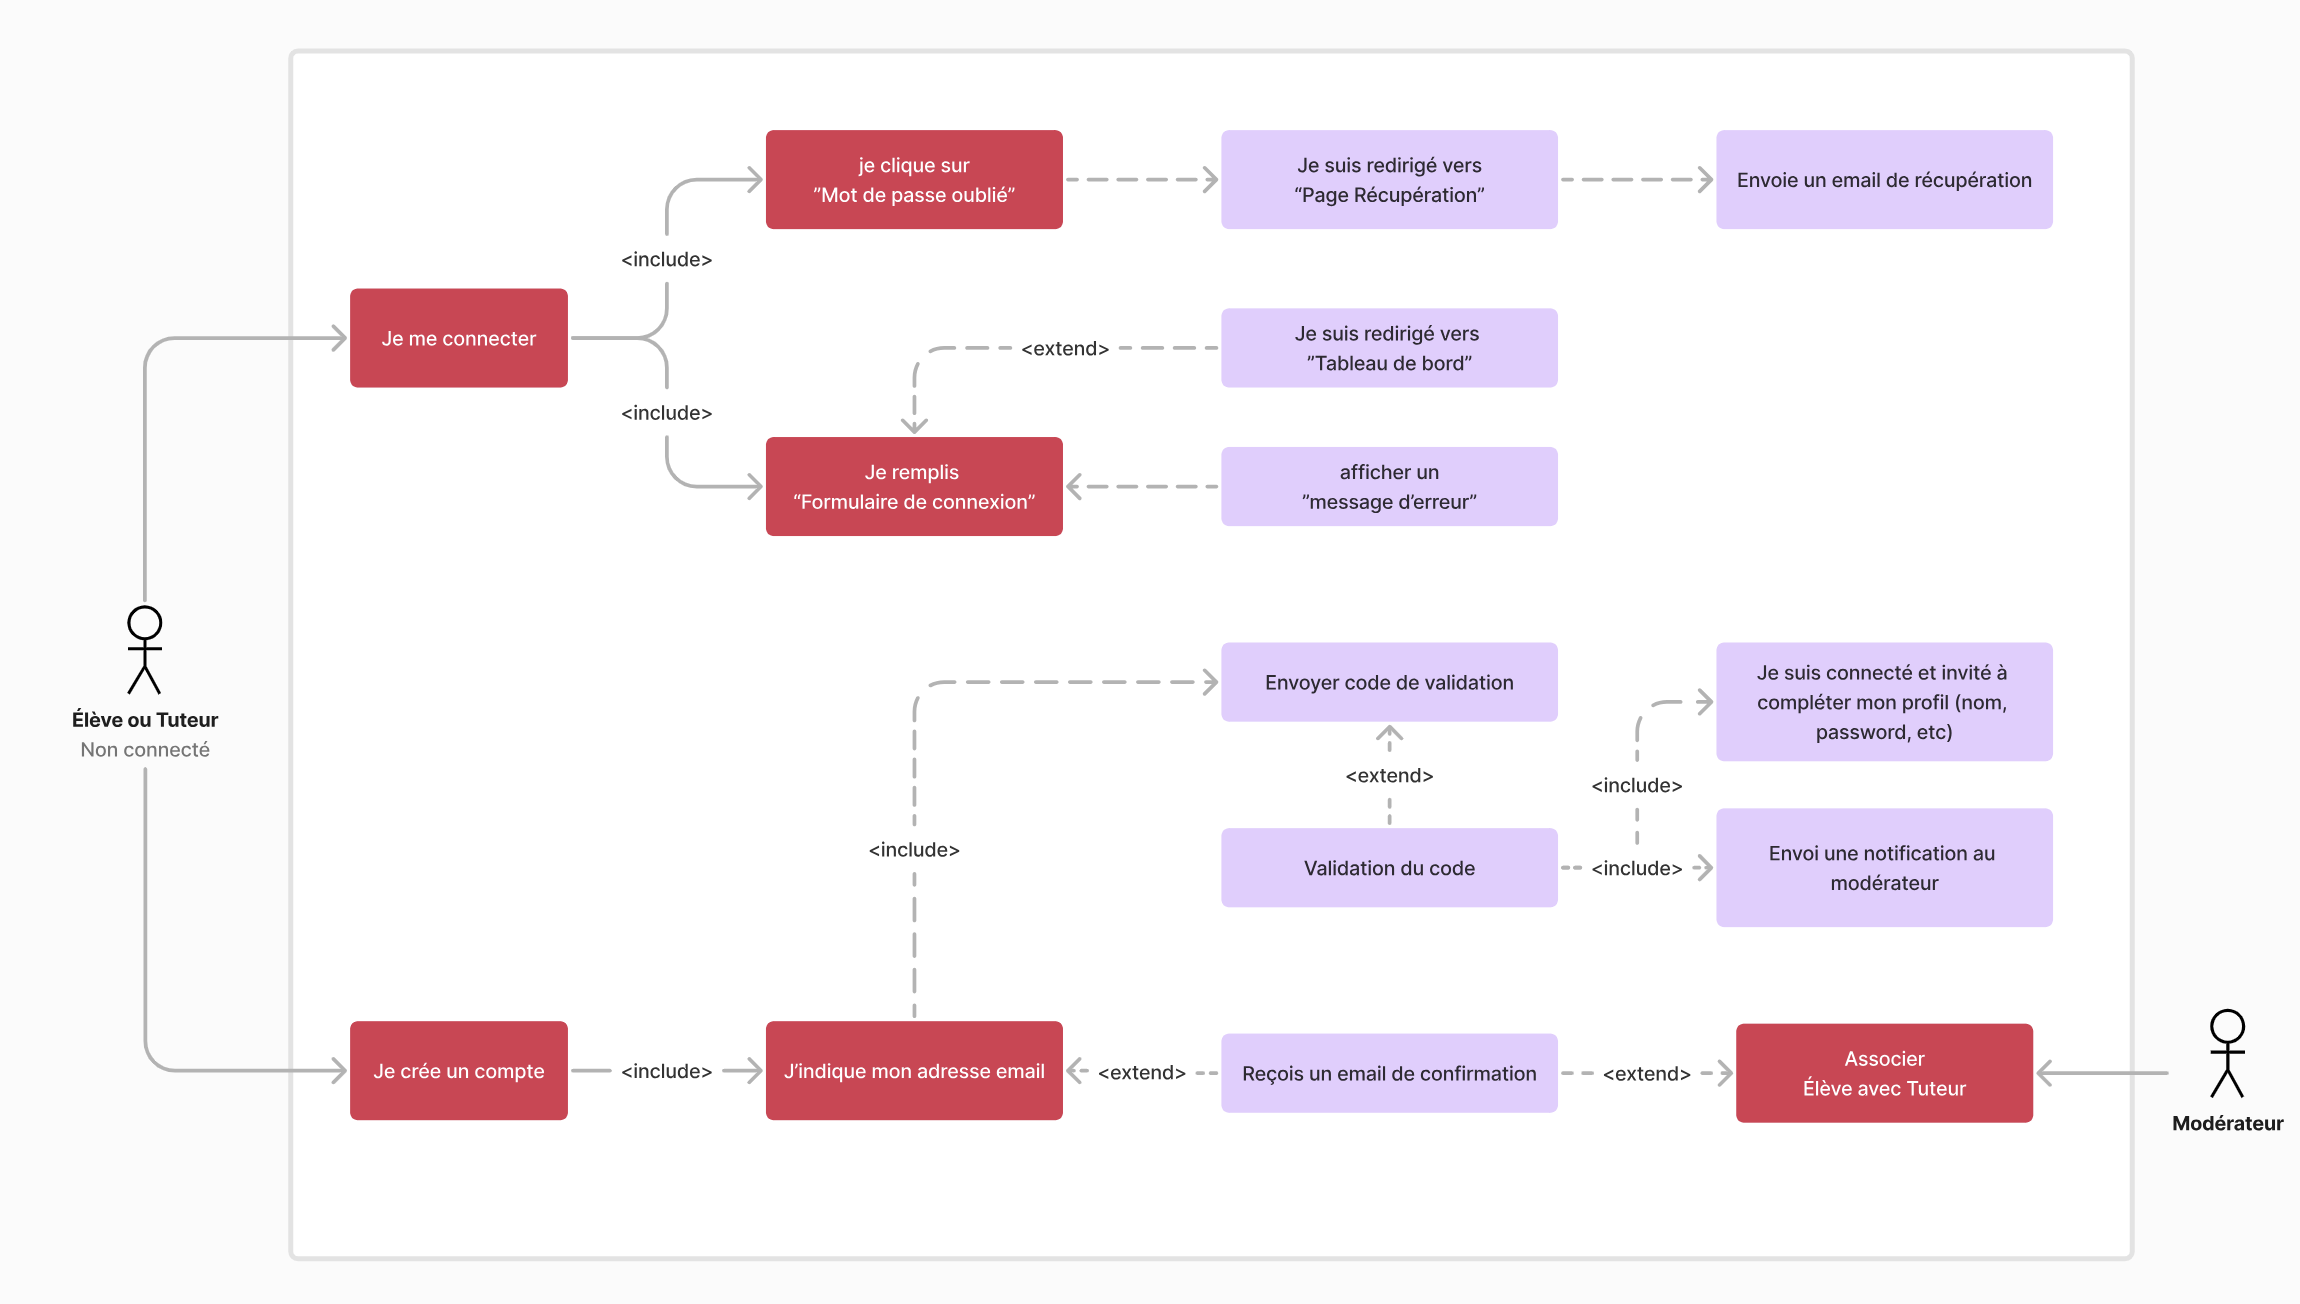 je clique sur
”Mot de passe oublié”
Je suis redirigé vers
“Page Récupération”
Envoie un email de récupération
<include>
Je me connecter
Je suis redirigé vers
”Tableau de bord”
<extend>
<include>
Je remplis
“Formulaire de connexion”
afficher un
”message d’erreur”
Élève ou Tuteur
Non connecté
Envoyer code de validation
Je suis connecté et invité à
compléter mon profil (nom,
password, etc)
<extend>
<include>
<include>
Validation du code
<include>
Envoi une notification au
modérateur
Je crée un compte
<include>
J’indique mon adresse email
<extend>
Reçois un email de confirmation
<extend>
Associer
Élève avec Tuteur
Modérateur